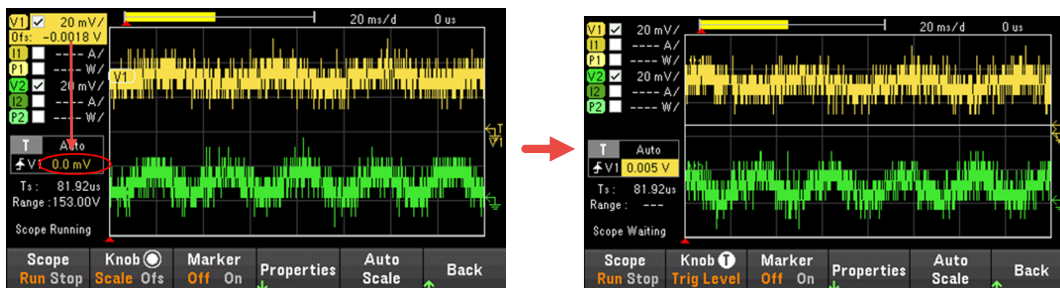 V1 20 mV/ 20 ms/d 0 us
Ofs: -0.0018 V
I1 ---- A/
P1 ---- W/
V2 20 mV/
I2 ---- A/
P2 ---- W/
V1
T Auto
V1 0.0 mV
T
V1
Ts : 81.92us
Range :153.00V
Scope Running
Scope Knob Marker Properties Auto Back
Run Stop Scale Ofs Off On Scale
V1 20 mV/ 20 ms/d 0 us
I1 ---- A/
P1 ---- W/
V2 20 mV/
I2 ---- A/
P2 ---- W/
T Auto
V1 0.005 V
Ts : 81.92us
Range : ---
Scope Waiting
Scope Knob T Marker Properties Auto Back
Run Stop Trig Level Off On Scale